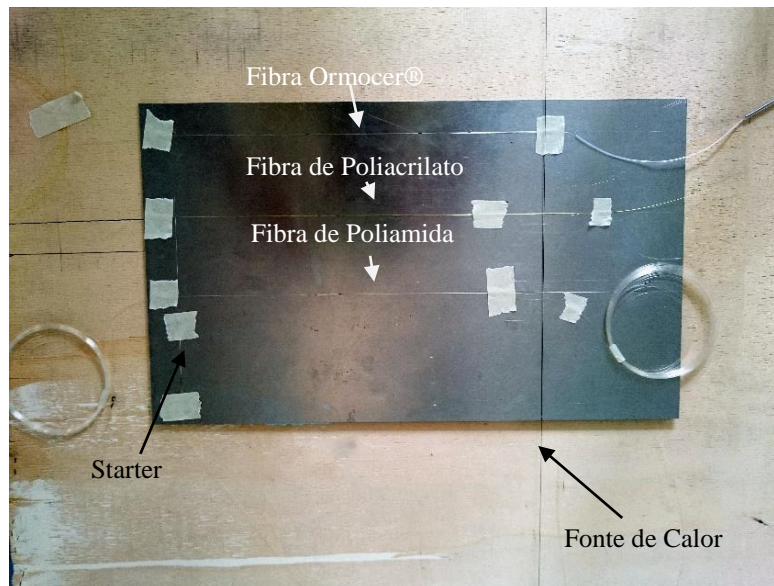 Fibra Ormocer®
Fibra de Poliacrilato
Fibra de Poliamida
Starter
Fonte de Calor